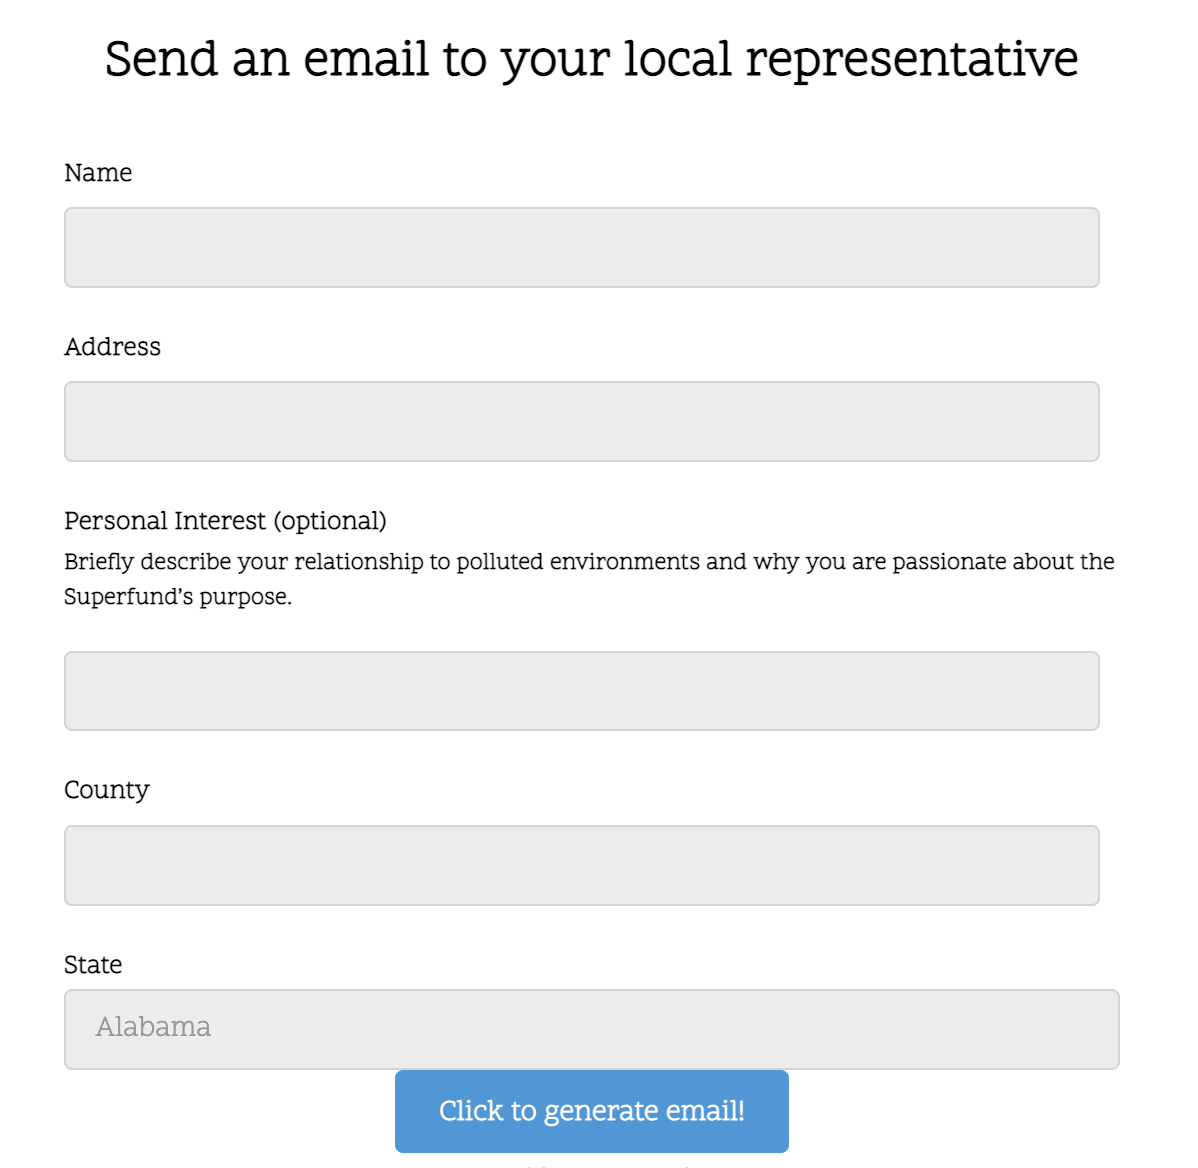 Send an email to your local representative
Name
Address
Personal Interest (optional)
Briefly describe your relationship to polluted environments and why you are passionate about the
Superfund’s purpose.
County
State
Alabama
Click to generate email!